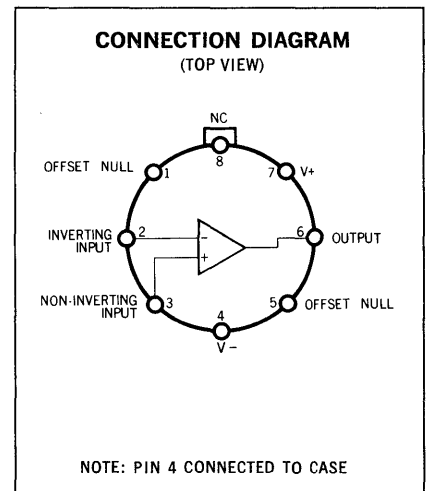 CONNECTION DIAGRAM
(TOP VIEW)
NC
8
OFFSET NULL
1
7
V+
INVERTING
INPUT
2
−
6
OUTPUT
+
NON-INVERTING
INPUT
3
5
OFFSET NULL
4
V −
NOTE: PIN 4 CONNECTED TO CASE